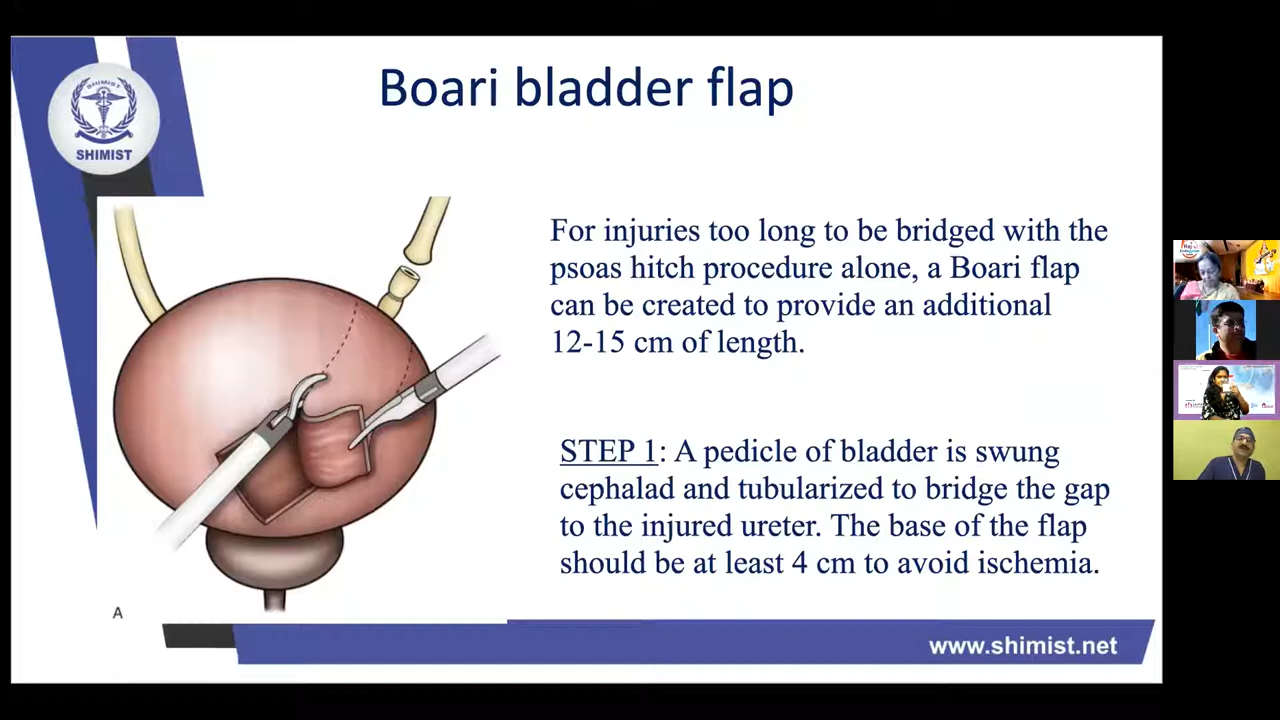 Boari bladder flap
SHIMIST
SHIMIST
For injuries too long to be bridged with the
psoas hitch procedure alone, a Boari flap
can be created to provide an additional
12-15 cm of length.
STEP 1: A pedicle of bladder is swung
cephalad and tubularized to bridge the gap
to the injured ureter. The base of the flap
should be at least 4 cm to avoid ischemia.
A
www.shimist.net